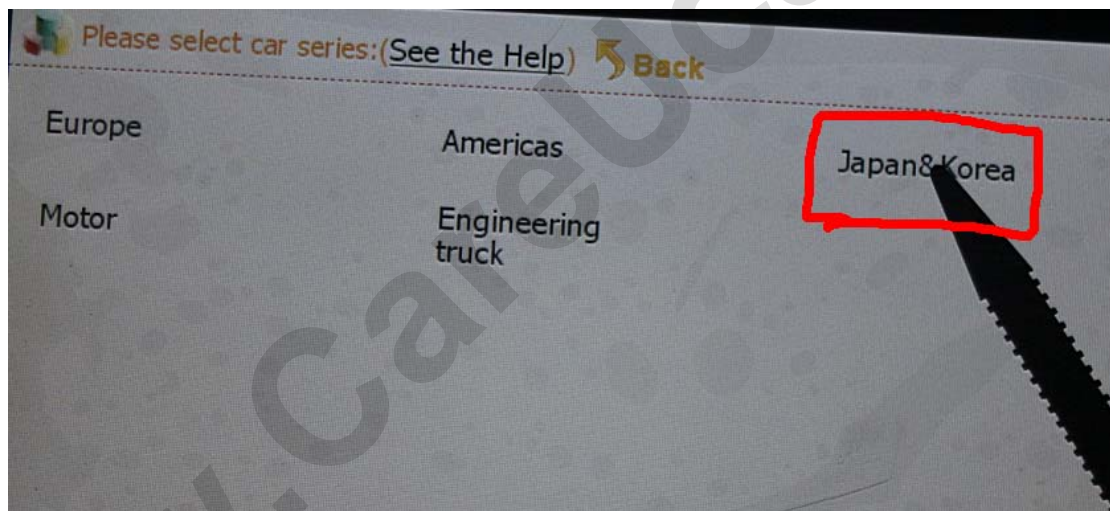 Please select car series:(See the Help) Back
Europe
Americas
Japan&Korea
Motor
Engineering
truck